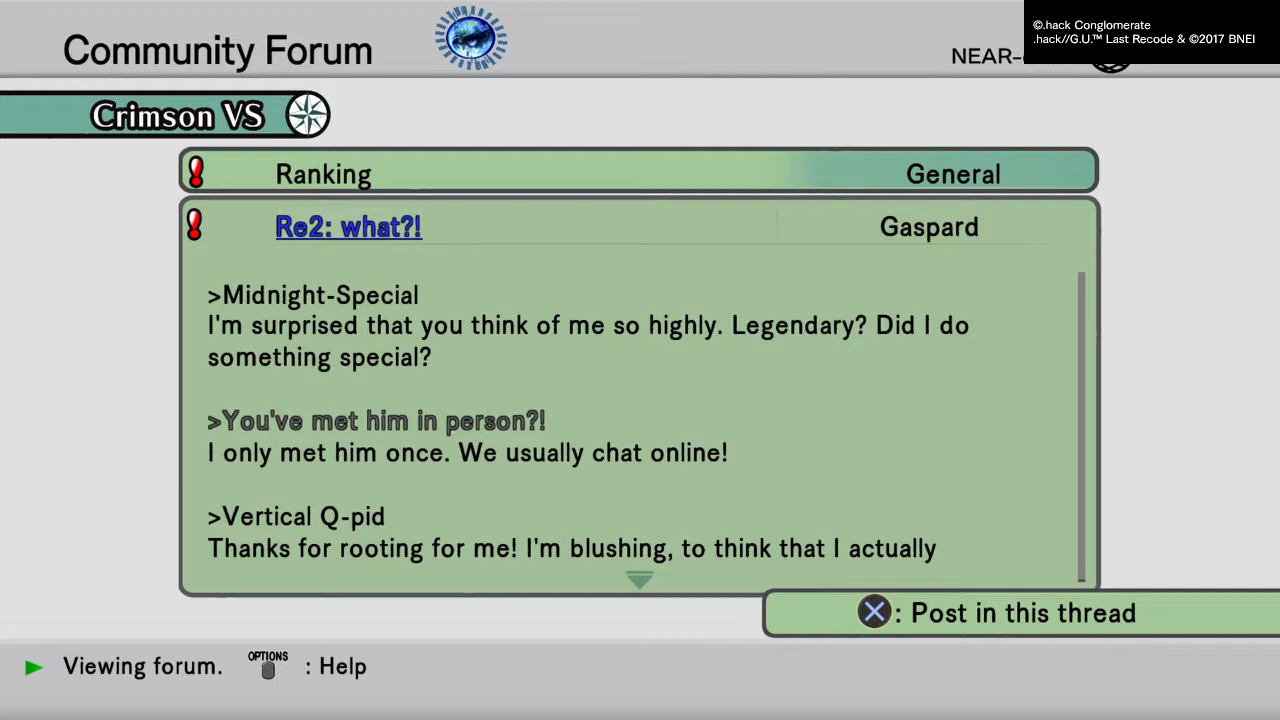 ©.hack Conglomerate
.hack//G.U.™ Last Recode & ©2017 BNEI
Community Forum
NEAR-
Crimson VS
Ranking
General
Re2: what?!
Gaspard
>Midnight-Special
I'm surprised that you think of me so highly. Legendary? Did I do
something special?
>You've met him in person?!
I only met him once. We usually chat online!
>Vertical Q-pid
Thanks for rooting for me! I'm blushing, to think that I actually
: Post in this thread
Viewing forum.
OPTIONS
: Help